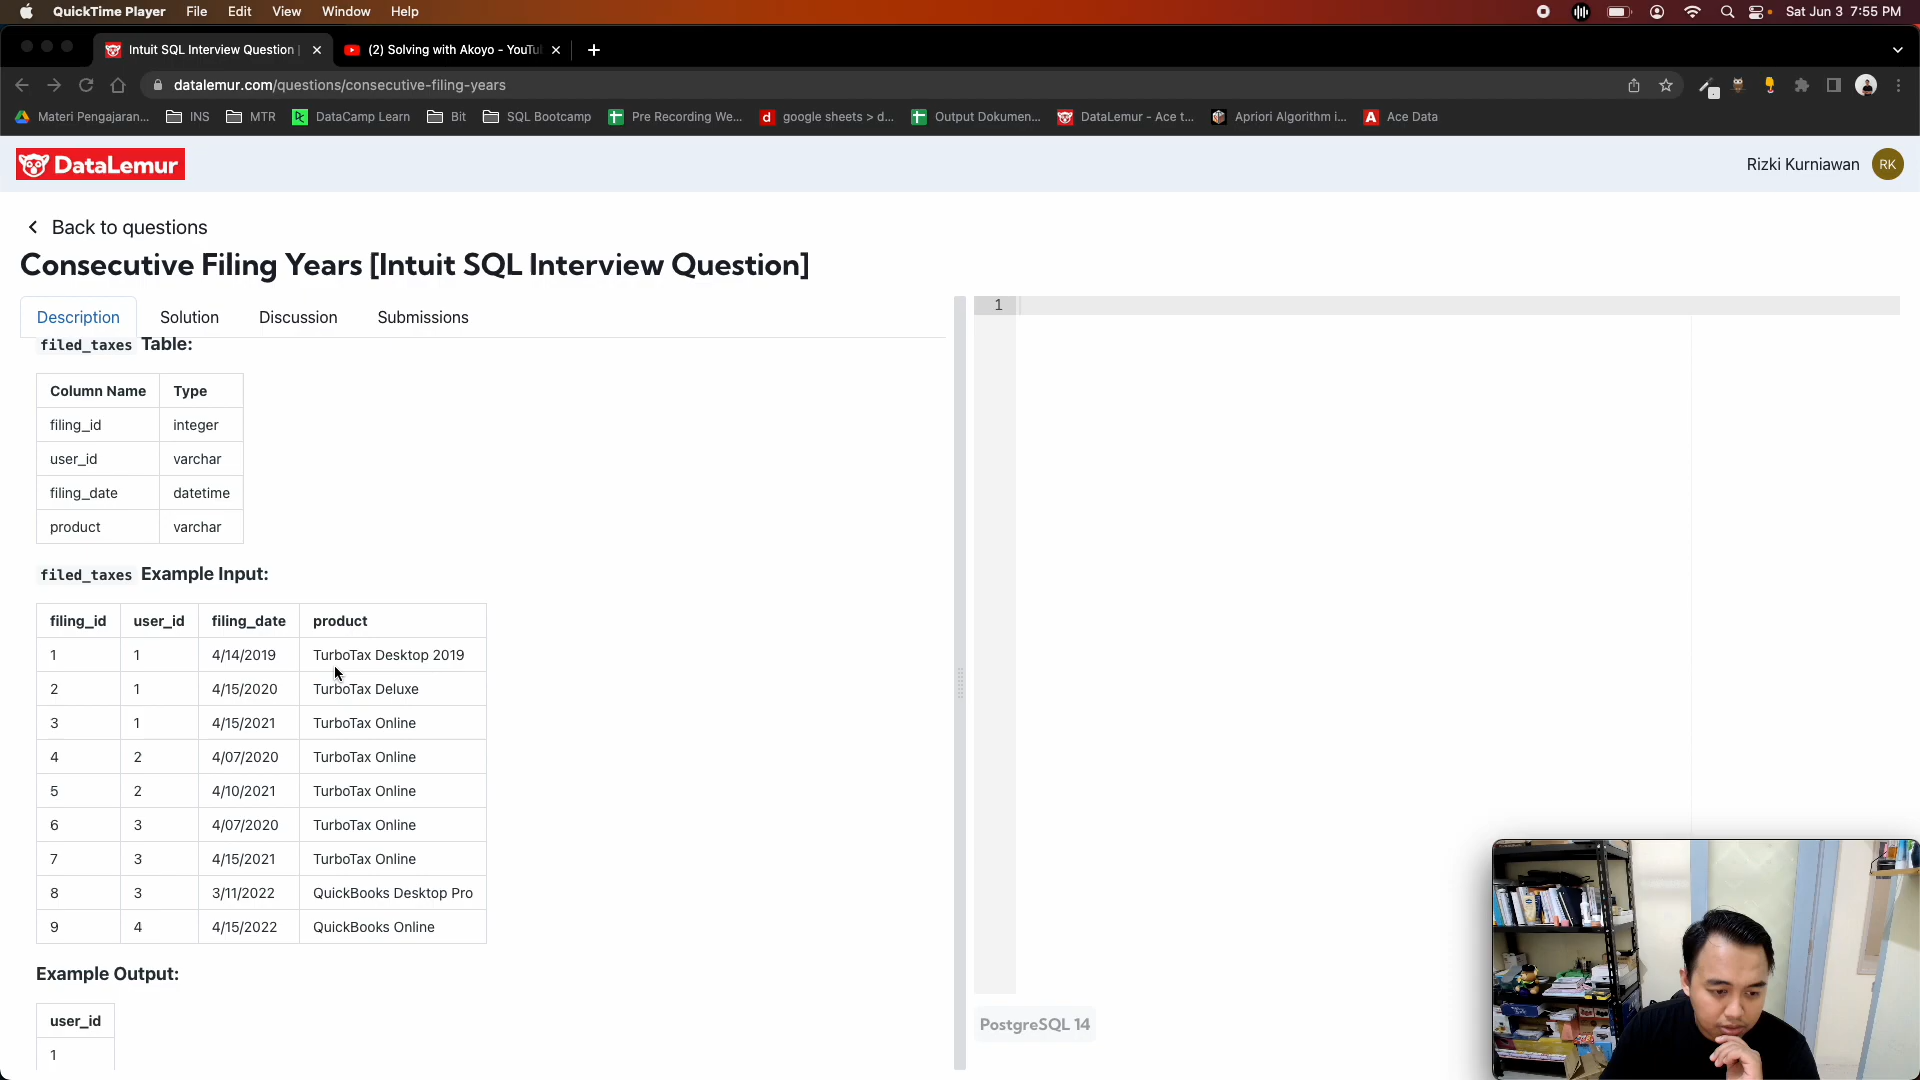 QuickTime Player File Edit View Window Help Sat Jun 3 7:55 PM
Intuit SQL Interview Question | (2) Solving with Akoyo - YouTu
datalemur.com/questions/consecutive-filing-years
Materi Pengajaran... INS MTR DataCamp Learn Bit SQL Bootcamp Pre Recording We... google sheets > d... Output Dokumen... DataLemur - Ace t... Apriori Algorithm i... Ace Data
DataLemur Rizki Kurniawan RK
Back to questions
Consecutive Filing Years [Intuit SQL Interview Question]
Description Solution Discussion Submissions
1
filed_taxes Table:
Column Name Type
filing_id integer
user_id varchar
filing_date datetime
product varchar
filed_taxes Example Input:
filing_id user_id filing_date product
1 1 4/14/2019 TurboTax Desktop 2019
2 1 4/15/2020 TurboTax Deluxe
3 1 4/15/2021 TurboTax Online
4 2 4/07/2020 TurboTax Online
5 2 4/10/2021 TurboTax Online
6 3 4/07/2020 TurboTax Online
7 3 4/15/2021 TurboTax Online
8 3 3/11/2022 QuickBooks Desktop Pro
9 4 4/15/2022 QuickBooks Online
Example Output:
user_id
1
PostgreSQL 14